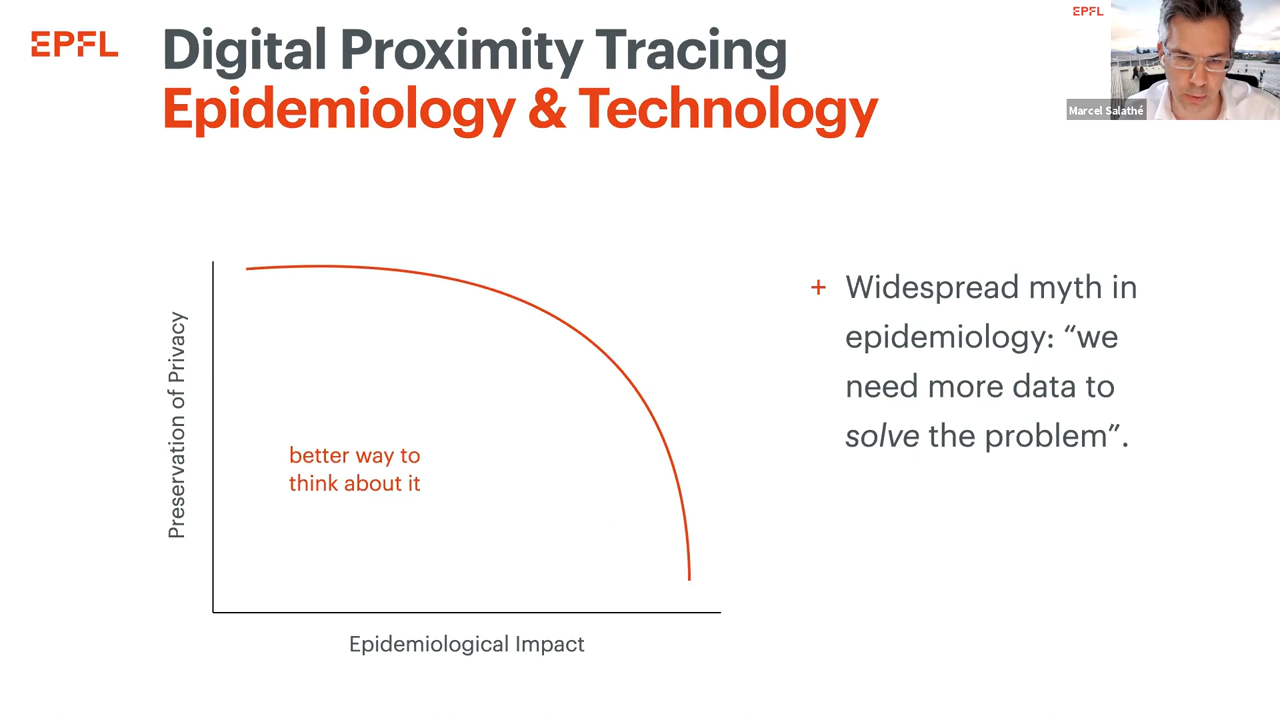 EPFL
Digital Proximity Tracing
Epidemiology & Technology
EPFL
Marcel Salathé
Preservation of Privacy
better way to
think about it
Epidemiological Impact
+ Widespread myth in
epidemiology: “we
need more data to
solve the problem”.